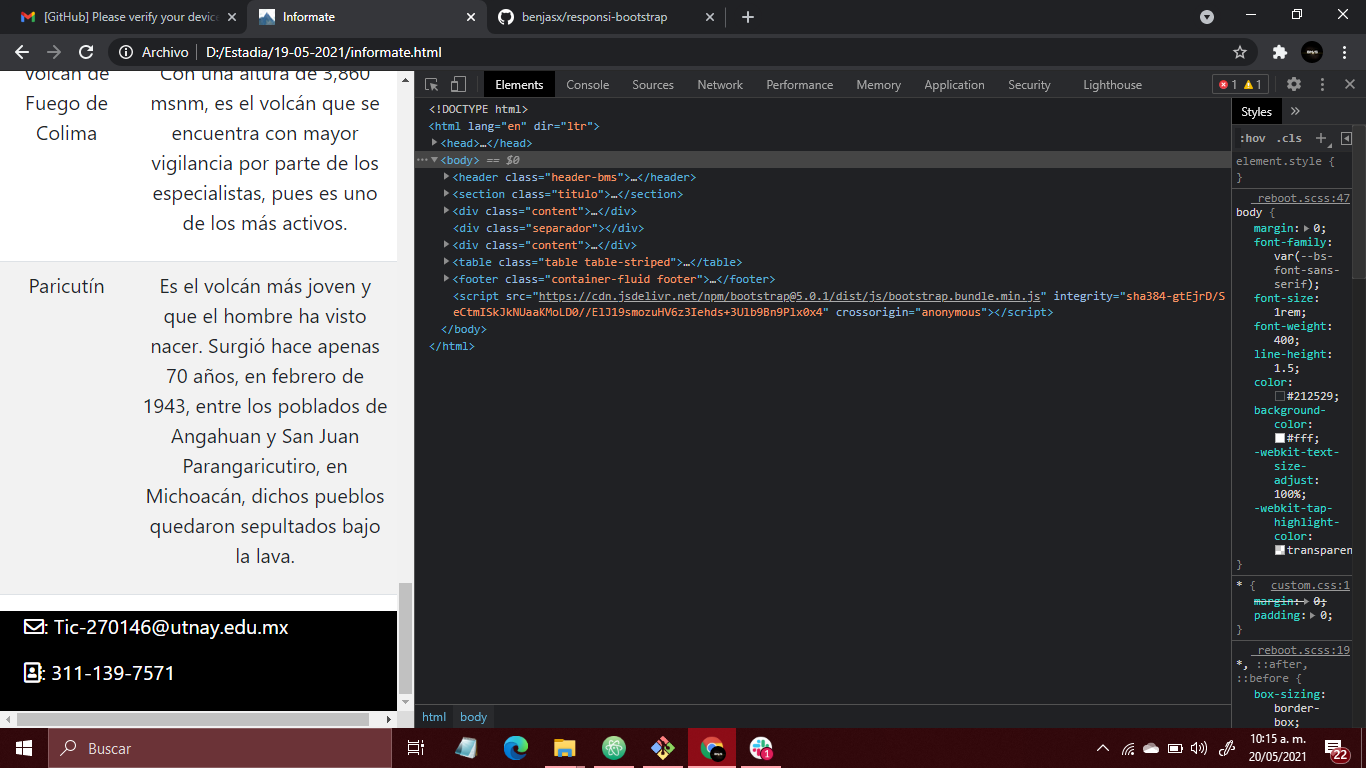 [GitHub] Please verify your device
Informate
benjasx/responsi-bootstrap
Archivo
D:/Estadia/19-05-2021/informate.html
Volcán de Fuego de Colima
Con una altura de 3,860
msnm, es el volcán que se
encuentra con mayor
vigilancia por parte de los
especialistas, pues es uno
de los más activos.
Paricutín
Es el volcán más joven y
que el hombre ha visto
nacer. Surgió hace apenas
70 años, en febrero de
1943, entre los poblados de
Angahuan y San Juan
Parangaricutiro, en
Michoacán, dichos pueblos
quedaron sepultados bajo
la lava.
: Tic-270146@utnay.edu.mx
: 311-139-7571
Elements Console Sources Network Performance Memory Application Security Lighthouse 1 1
<!DOCTYPE html>
<html lang="en" dir="ltr">
<head>…</head>
<body> == $0
<header class="header-bms">…</header>
<section class="titulo">…</section>
<div class="content">…</div>
<div class="separador"></div>
<div class="content">…</div>
<table class="table table-striped">…</table>
<footer class="container-fluid footer">…</footer>
<script src="https://cdn.jsdelivr.net/npm/bootstrap@5.0.1/dist/js/bootstrap.bundle.min.js" integrity="sha384-gtEjrD/S
eCtmISkJkNUaaKMoLD0//ElJ19smozuHV6z3Iehds+3Ulb9Bn9Plx0x4" crossorigin="anonymous"></script>
</body>
</html>
html body
Styles »
:hov .cls +
element.style {
}
_reboot.scss:47
body {
margin: 0;
font-family:
var(--bs-
font-sans-
serif);
font-size:
1rem;
font-weight:
400;
line-height:
1.5;
color:
#212529;
background-
color:
#fff;
-webkit-text-
size-
adjust:
100%;
-webkit-tap-
highlight-
color:
transparen
}
* { custom.css:1
margin: 0;
padding: 0;
}
_reboot.scss:19
*, ::after,
::before {
box-sizing:
border-
box;
Buscar
1
10:15 a. m.
20/05/2021
22